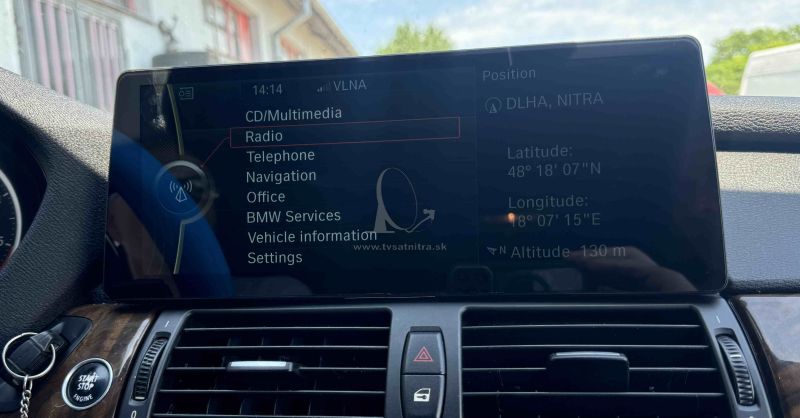 14:14
VLNA
CD/Multimedia
Radio
Telephone
Navigation
Office
BMW Services
Vehicle information
Settings
www.tvsatnitra.sk
Position
DLHA, NITRA
Latitude:
48° 18' 07"N
Longitude:
18° 07' 15"E
N Altitude 130 m
START
STOP
ENGINE